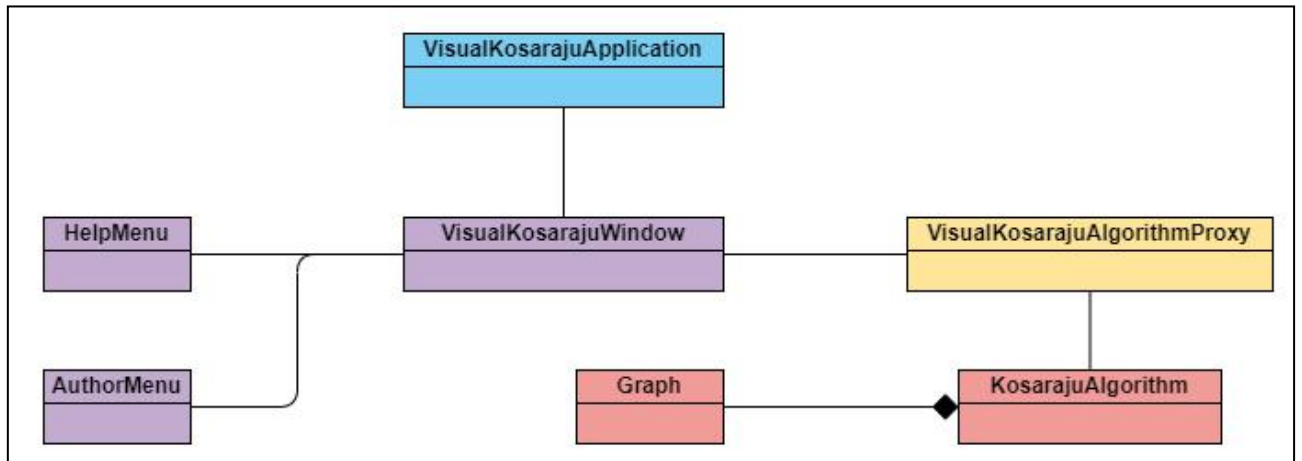 VisualKosarajuApplication
HelpMenu
VisualKosarajuWindow
VisualKosarajuAlgorithmProxy
AuthorMenu
Graph
KosarajuAlgorithm